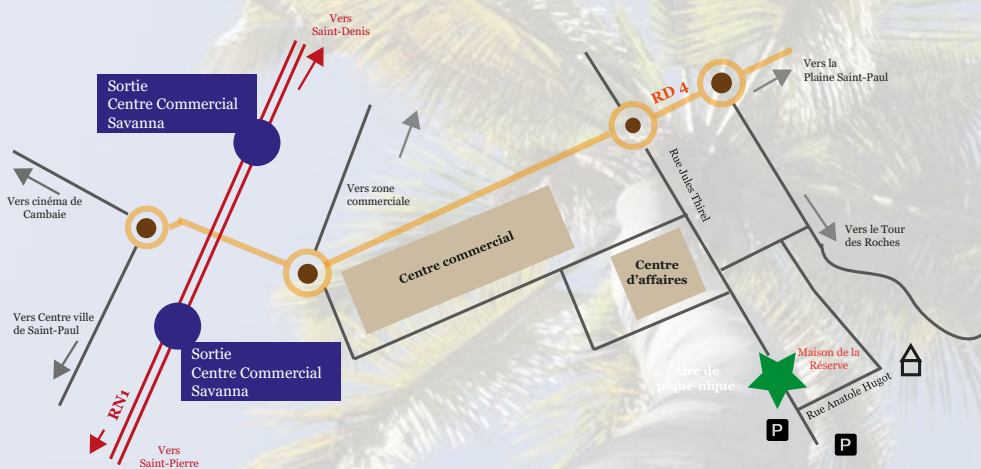 Vers
Saint-Denis
Sortie
Centre Commercial
Savanna
RD 4
Vers la
Plaine Saint-Paul
Vers cinéma de
Cambaie
Vers zone
commerciale
Rue Jules Thirel
Centre commercial
Vers le Tour
des Roches
Centre
d'affaires
Vers Centre ville
de Saint-Paul
Sortie
Centre Commercial
Savanna
Aire de
pique-nique
Maison de la
Réserve
Rue Anatole Hugot
RN1
P
P
Vers
Saint-Pierre